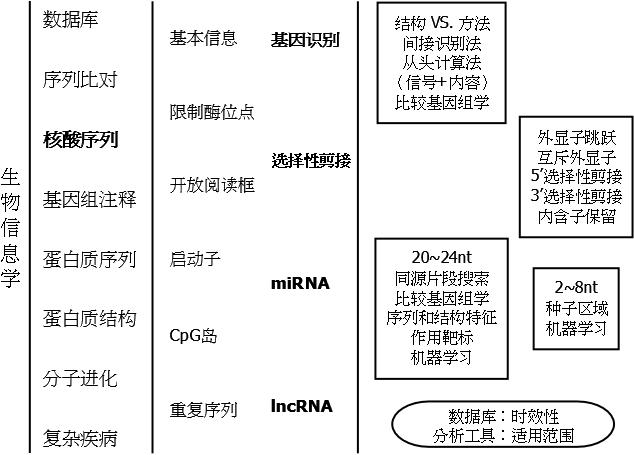 生物信息学
数据库
序列比对
核酸序列
基因组注释
蛋白质序列
蛋白质结构
分子进化
复杂疾病
基本信息
限制酶位点
开放阅读框
启动子
CpG岛
重复序列
基因识别
选择性剪接
miRNA
lncRNA
结构 VS. 方法
间接识别法
从头计算法
（信号+内容）
比较基因组学
外显子跳跃
互斥外显子
5’选择性剪接
3’选择性剪接
内含子保留
20~24nt
同源片段搜索
比较基因组学
序列和结构特征
作用靶标
机器学习
2~8nt
种子区域
机器学习
数据库：时效性
分析工具：适用范围